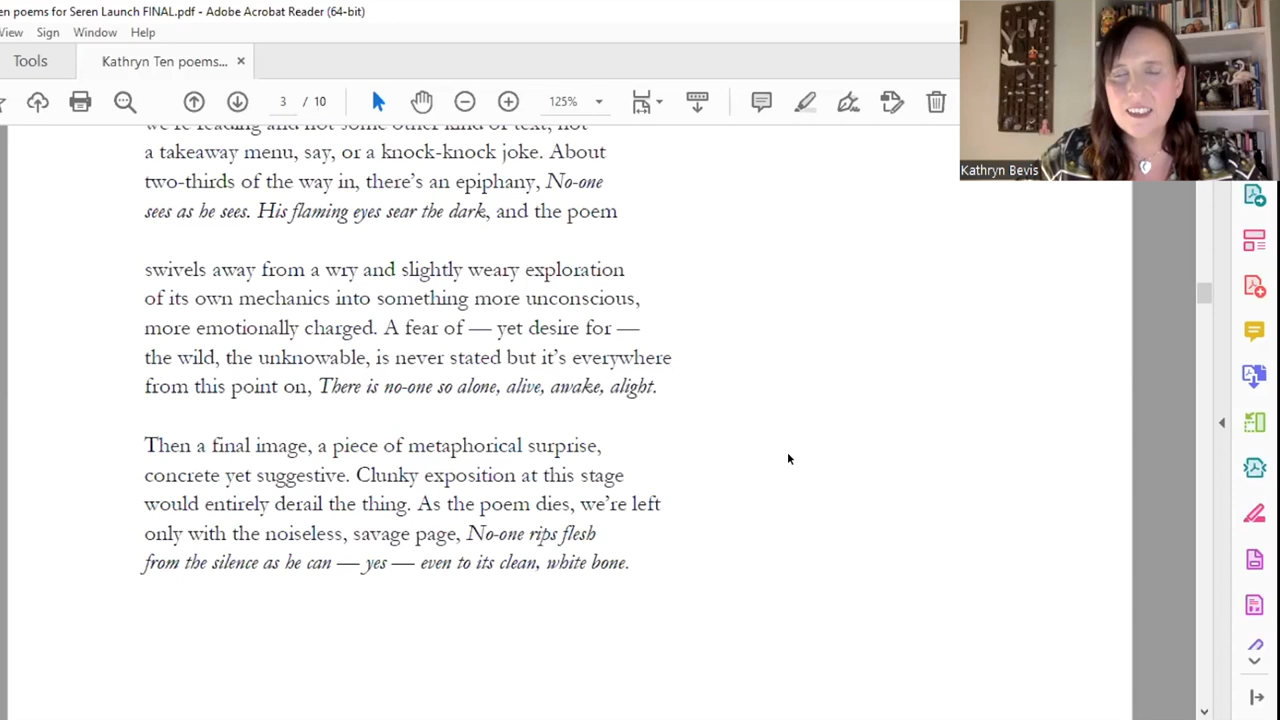 en poems for Seren Launch FINAL.pdf - Adobe Acrobat Reader (64-bit)
View Sign Window Help
Tools Kathryn Ten poems... ×
3 / 10 125%
we're reading and not some other kind of text, not
a takeaway menu, say, or a knock-knock joke. About
two-thirds of the way in, there's an epiphany, No-one
sees as he sees. His flaming eyes sear the dark, and the poem
swivels away from a wry and slightly weary exploration
of its own mechanics into something more unconscious,
more emotionally charged. A fear of — yet desire for —
the wild, the unknowable, is never stated but it's everywhere
from this point on, There is no-one so alone, alive, awake, alight.
Then a final image, a piece of metaphorical surprise,
concrete yet suggestive. Clunky exposition at this stage
would entirely derail the thing. As the poem dies, we're left
only with the noiseless, savage page, No-one rips flesh
from the silence as he can — yes — even to its clean, white bone.
Kathryn Bevis